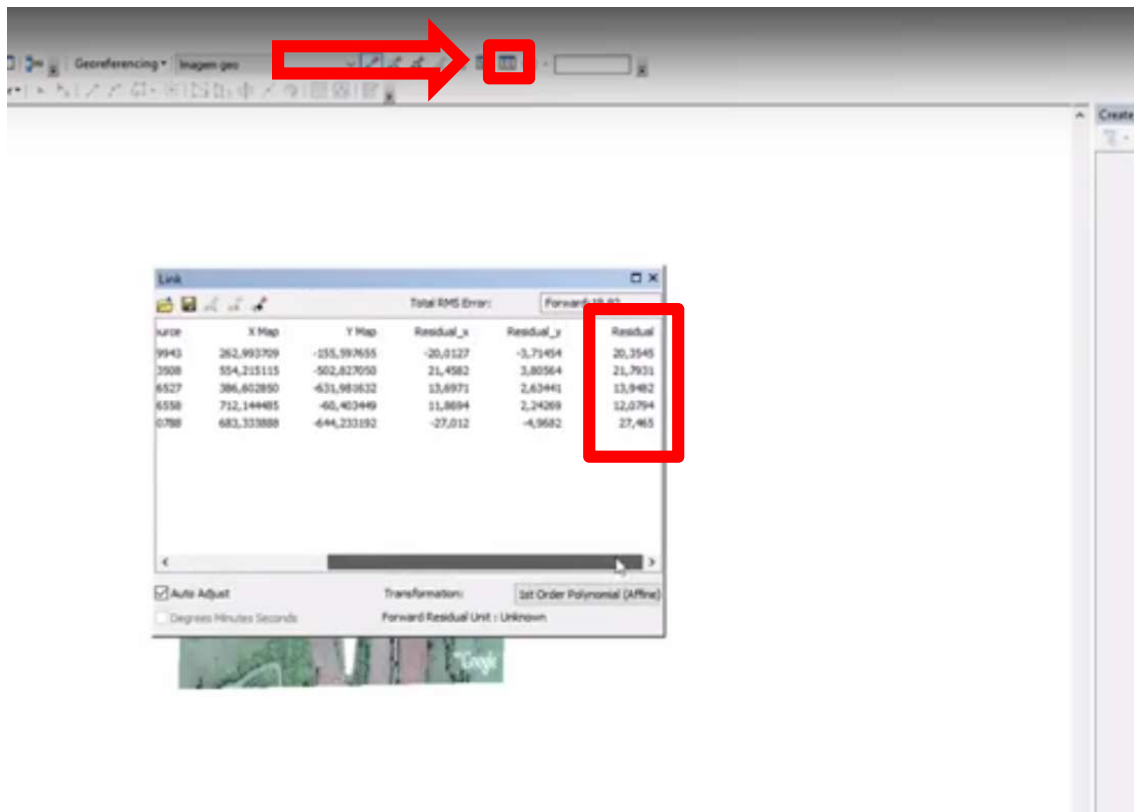 Georeferencing Imagen geo
Create
Link
Total RMS Error: Forward:
urce X Map Y Map Residual_x Residual_y Residual
9943 262,993709 -155,597655 -20,0127 -3,71454 20,3545
3508 554,215115 -502,827050 21,4582 3,80564 21,7931
6527 386,602850 -631,981632 13,6971 2,63441 13,9482
6558 712,144485 -60,403449 11,8694 2,24269 12,0794
0788 683,333888 -644,233192 -27,012 -4,9682 27,465
Auto Adjust Transformation: 1st Order Polynomial (Affine)
Degrees Minutes Seconds Forward Residual Unit : Unknown
Google